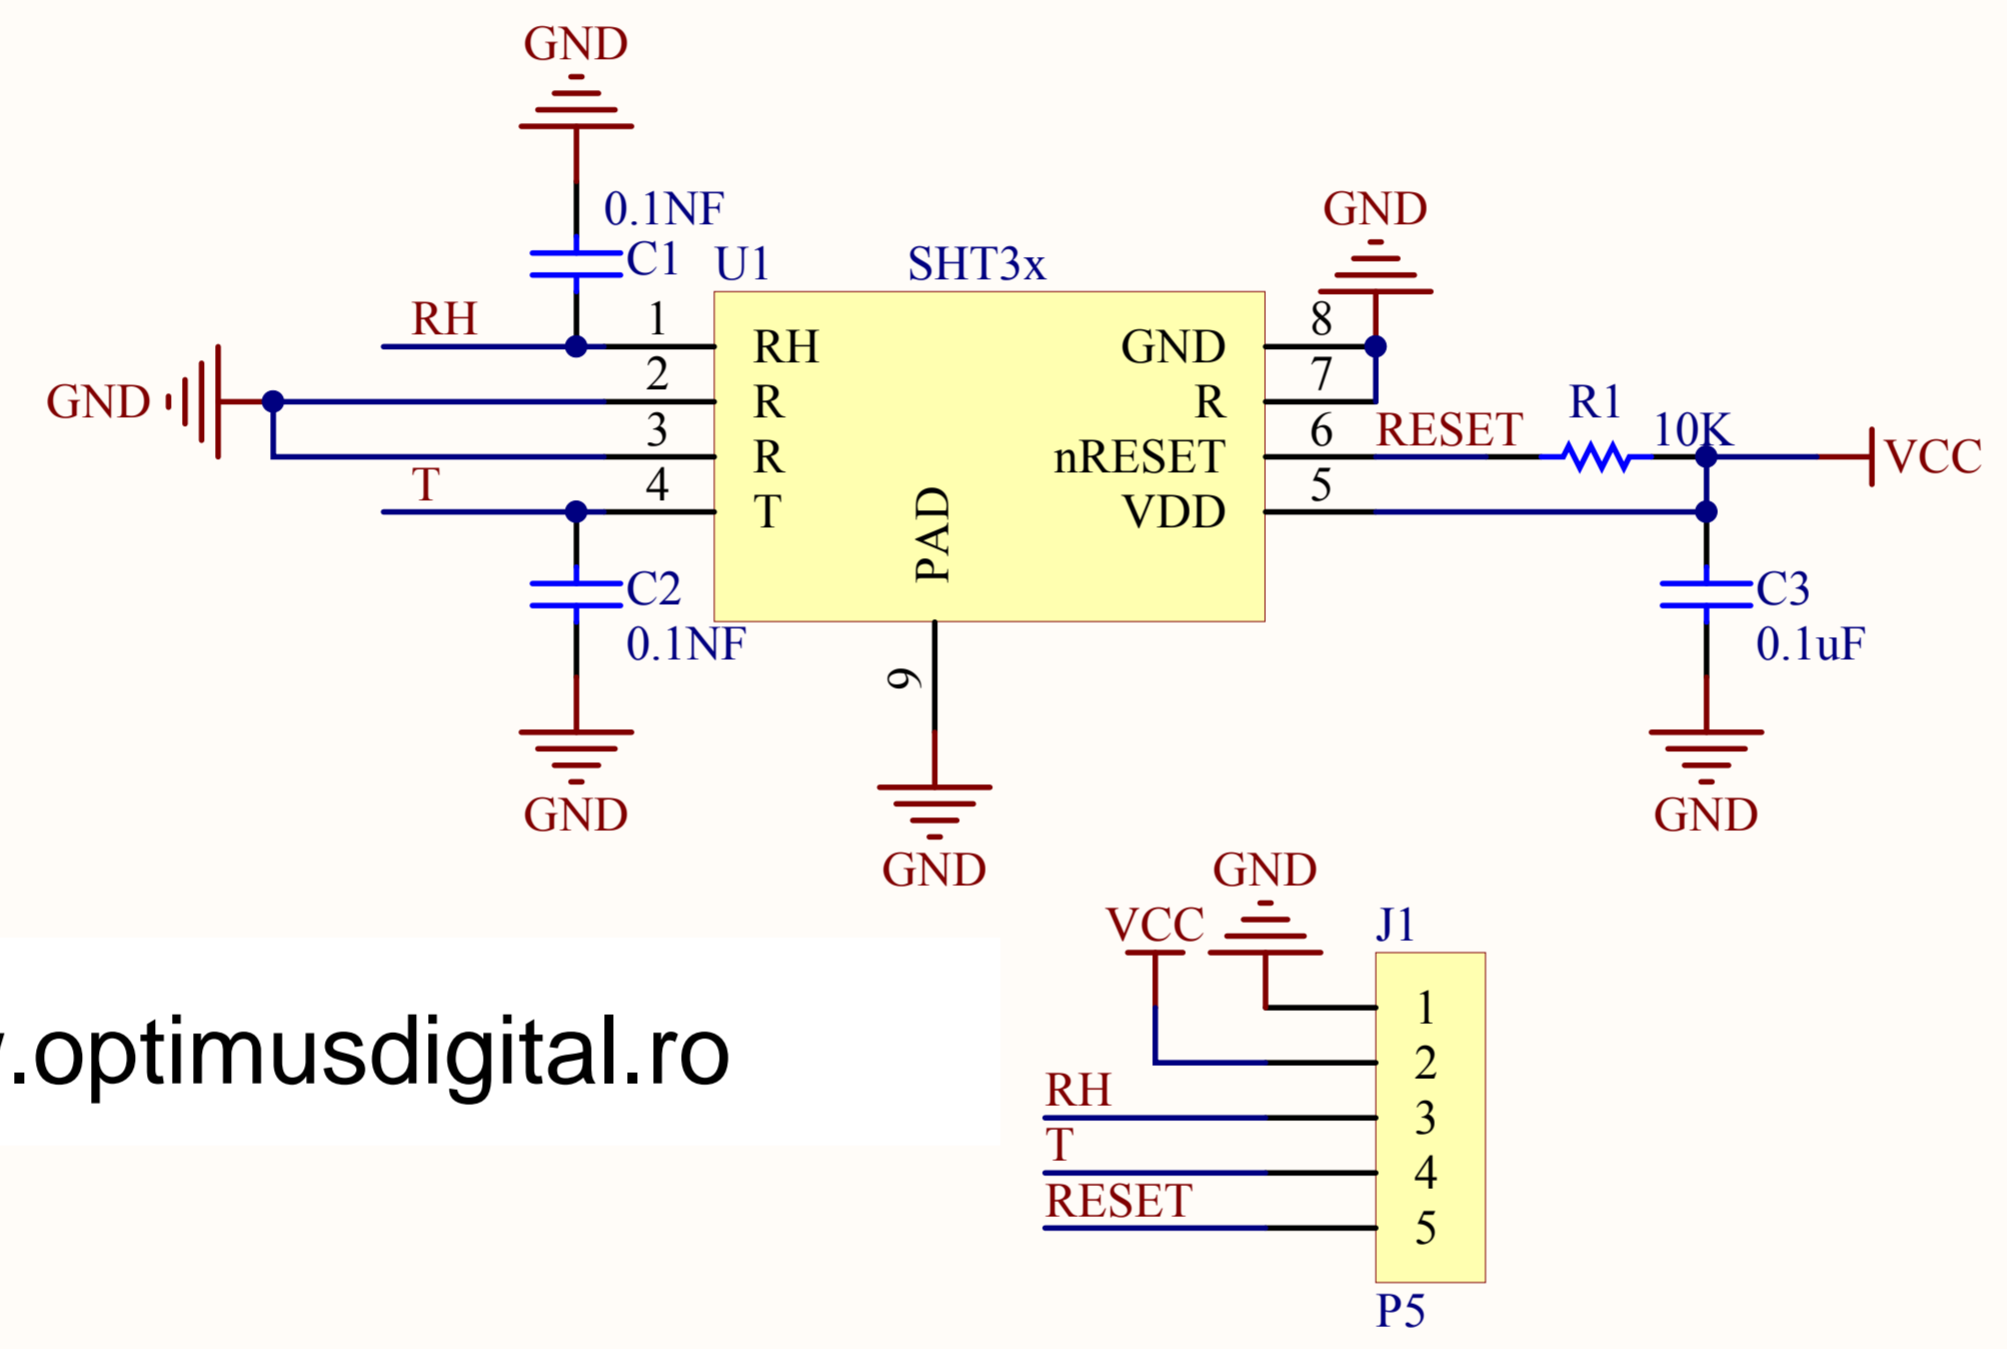 GND
0.1NF
C1
U1
SHT3x
GND
RH
1
RH
GND
8
2
R
R
7
GND
3
R
nRESET
6
RESET
R1
10K
VCC
T
4
T
VDD
5
PAD
C2
0.1NF
C3
0.1uF
9
GND
GND
GND
GND
VCC
J1
1
.optimusdigital.ro
2
RH
3
T
4
RESET
5
P5